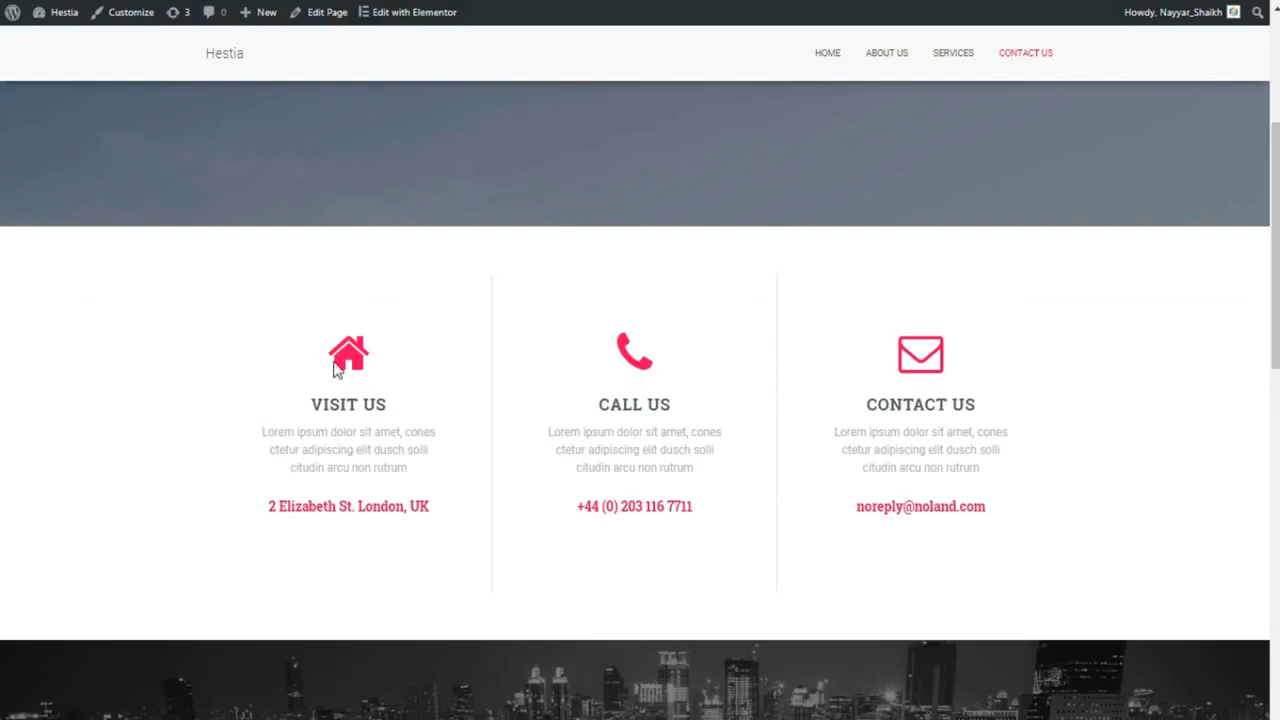 Hestia Customize 3 0 New Edit Page Edit with Elementor Howdy, Nayyar_Shaikh
Hestia HOME ABOUT US SERVICES CONTACT US
VISIT US
Lorem ipsum dolor sit amet, cones
ctetur adipiscing elit dusch solli
citudin arcu non rutrum
2 Elizabeth St. London, UK
CALL US
Lorem ipsum dolor sit amet, cones
ctetur adipiscing elit dusch solli
citudin arcu non rutrum
+44 (0) 203 116 7711
CONTACT US
Lorem ipsum dolor sit amet, cones
ctetur adipiscing elit dusch solli
citudin arcu non rutrum
noreply@noland.com